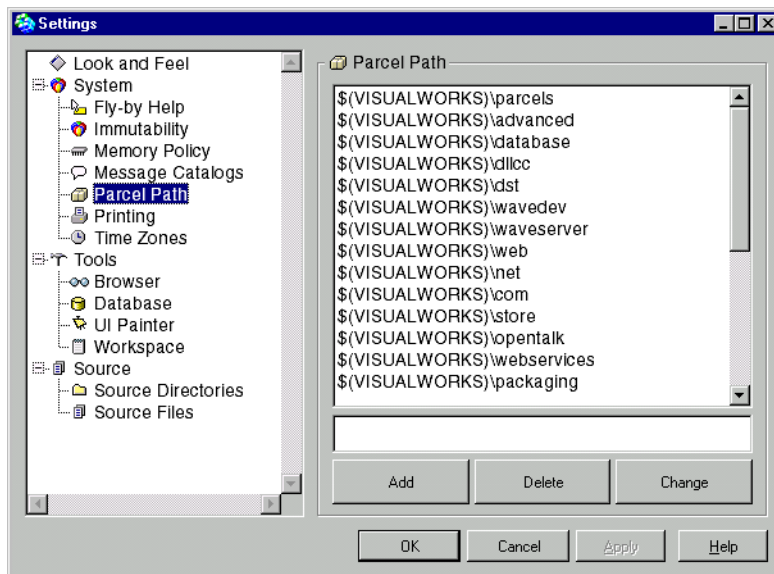 Settings
Look and Feel
System
Fly-by Help
Immutability
Memory Policy
Message Catalogs
Parcel Path
Printing
Time Zones
Tools
Browser
Database
UI Painter
Workspace
Source
Source Directories
Source Files
Parcel Path
$(VISUALWORKS)\parcels
$(VISUALWORKS)\advanced
$(VISUALWORKS)\database
$(VISUALWORKS)\dllcc
$(VISUALWORKS)\dst
$(VISUALWORKS)\wavedev
$(VISUALWORKS)\waveserver
$(VISUALWORKS)\web
$(VISUALWORKS)\net
$(VISUALWORKS)\com
$(VISUALWORKS)\store
$(VISUALWORKS)\opentalk
$(VISUALWORKS)\webservices
$(VISUALWORKS)\packaging
Add Delete Change
OK Cancel Apply Help